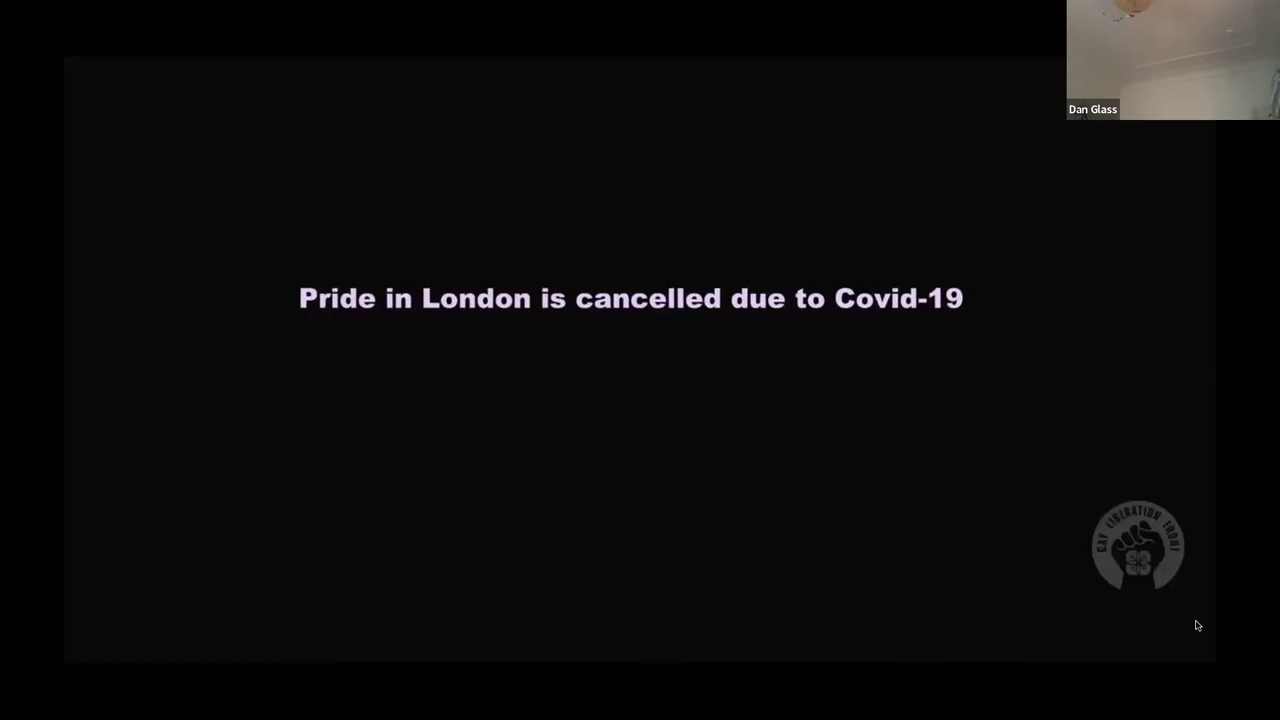 Dan Glass
Pride in London is cancelled due to Covid-19
GAY LIBERATION FRONT